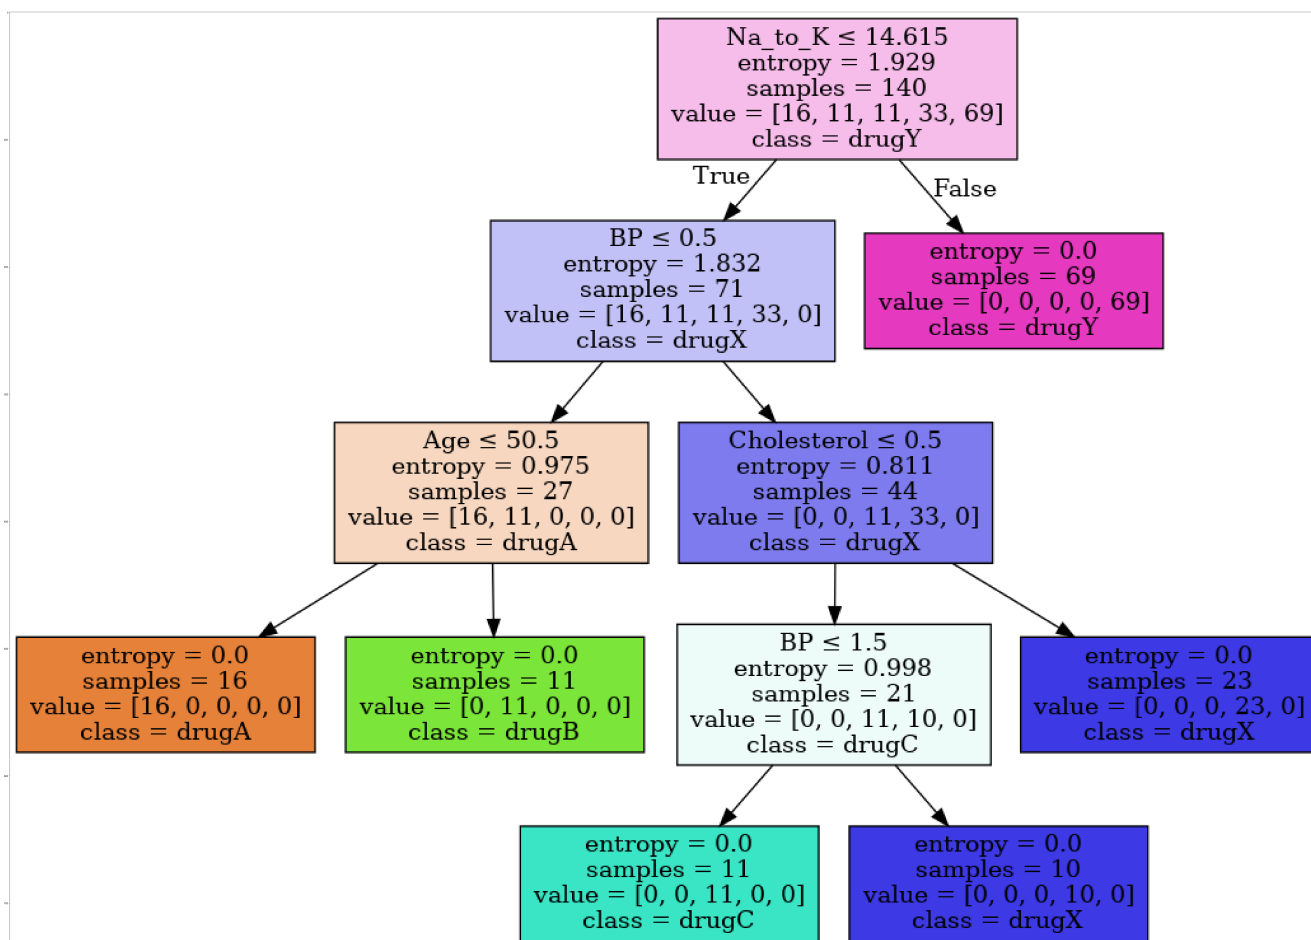 Na_to_K ≤ 14.615
entropy = 1.929
samples = 140
value = [16, 11, 11, 33, 69]
class = drugY
True
False
BP ≤ 0.5
entropy = 1.832
samples = 71
value = [16, 11, 11, 33, 0]
class = drugX
entropy = 0.0
samples = 69
value = [0, 0, 0, 0, 69]
class = drugY
Age ≤ 50.5
entropy = 0.975
samples = 27
value = [16, 11, 0, 0, 0]
class = drugA
Cholesterol ≤ 0.5
entropy = 0.811
samples = 44
value = [0, 0, 11, 33, 0]
class = drugX
entropy = 0.0
samples = 16
value = [16, 0, 0, 0, 0]
class = drugA
entropy = 0.0
samples = 11
value = [0, 11, 0, 0, 0]
class = drugB
BP ≤ 1.5
entropy = 0.998
samples = 21
value = [0, 0, 11, 10, 0]
class = drugC
entropy = 0.0
samples = 23
value = [0, 0, 0, 23, 0]
class = drugX
entropy = 0.0
samples = 11
value = [0, 0, 11, 0, 0]
class = drugC
entropy = 0.0
samples = 10
value = [0, 0, 0, 10, 0]
class = drugX